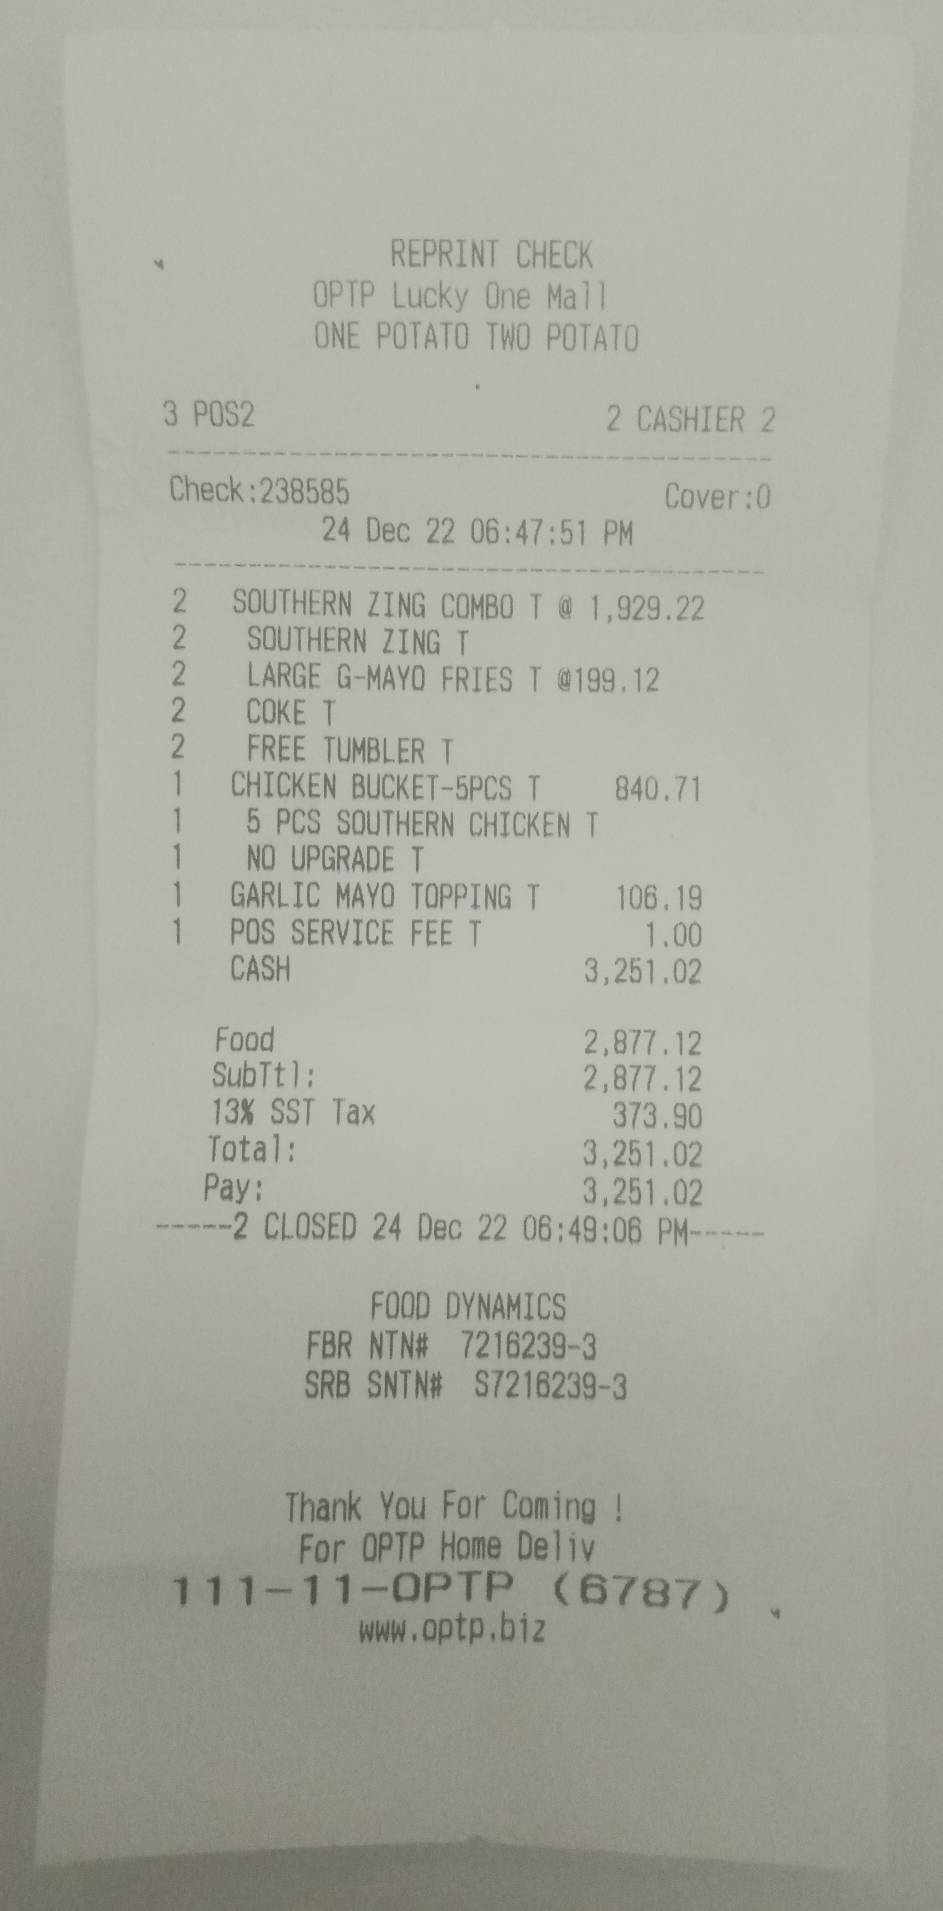 REPRINT CHECK
OPTP Lucky One Mall
ONE POTATO TWO POTATO
3 POS2 2 CASHIER 2
----------------------------------------
Check:238585 Cover:0
24 Dec 22 06:47:51 PM
----------------------------------------
2 SOUTHERN ZING COMBO T @ 1,929.22
2 SOUTHERN ZING T
2 LARGE G-MAYO FRIES T @199.12
2 COKE T
2 FREE TUMBLER T
1 CHICKEN BUCKET-5PCS T 840.71
1 5 PCS SOUTHERN CHICKEN T
1 NO UPGRADE T
1 GARLIC MAYO TOPPING T 106.19
1 POS SERVICE FEE T 1.00
CASH 3,251.02
Food 2,877.12
SubTtl: 2,877.12
13% SST Tax 373.90
Total: 3,251.02
Pay: 3,251.02
-----2 CLOSED 24 Dec 22 06:49:06 PM-----
FOOD DYNAMICS
FBR NTN# 7216239-3
SRB SNTN# S7216239-3
Thank You For Coming !
For OPTP Home Deliv
111-11-OPTP (6787)
www.optp.biz